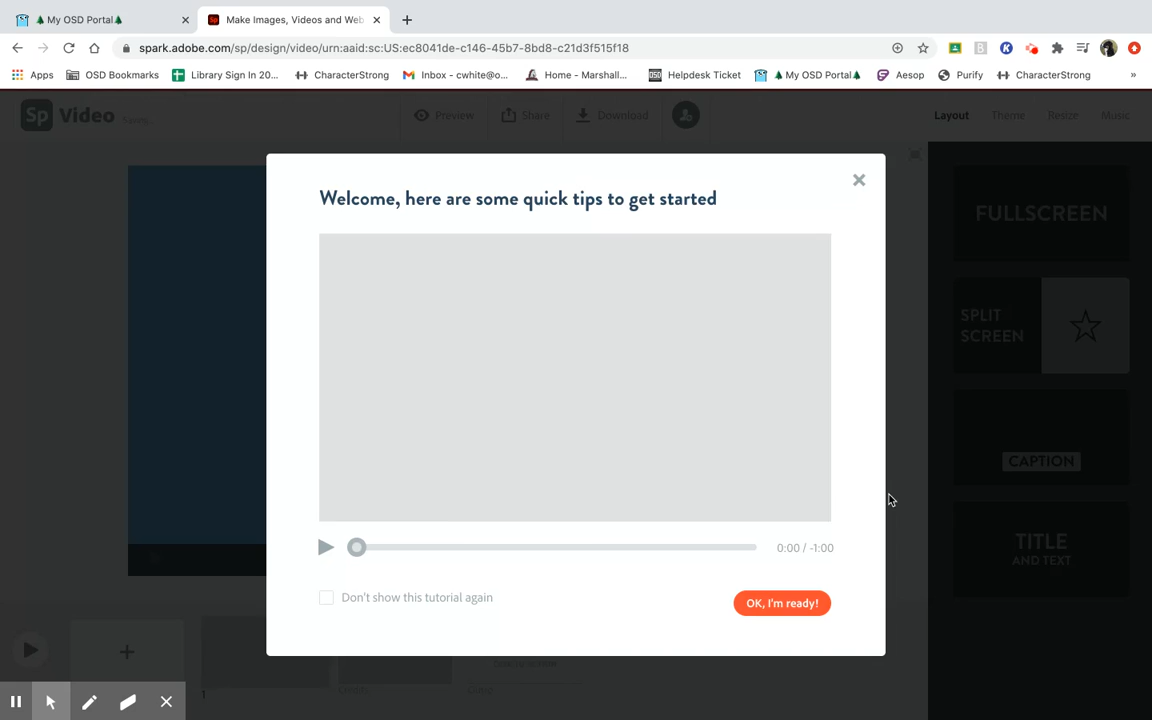 🌲My OSD Portal🌲
Make Images, Videos and Web
spark.adobe.com/sp/design/video/urn:aaid:sc:US:ec8041de-c146-45b7-8bd8-c21d3f515f18
Apps OSD Bookmarks Library Sign In 20... CharacterStrong Inbox - cwhite@o... Home - Marshall... OSD Helpdesk Ticket 🌲My OSD Portal🌲 Aesop Purify CharacterStrong »
Sp Video Saving Preview Share Download Layout Theme Resize Music
Welcome, here are some quick tips to get started
FULLSCREEN
SPLIT
SCREEN
CAPTION
TITLE
AND TEXT
0:00 / -1:00
Don't show this tutorial again
OK, I'm ready!
1